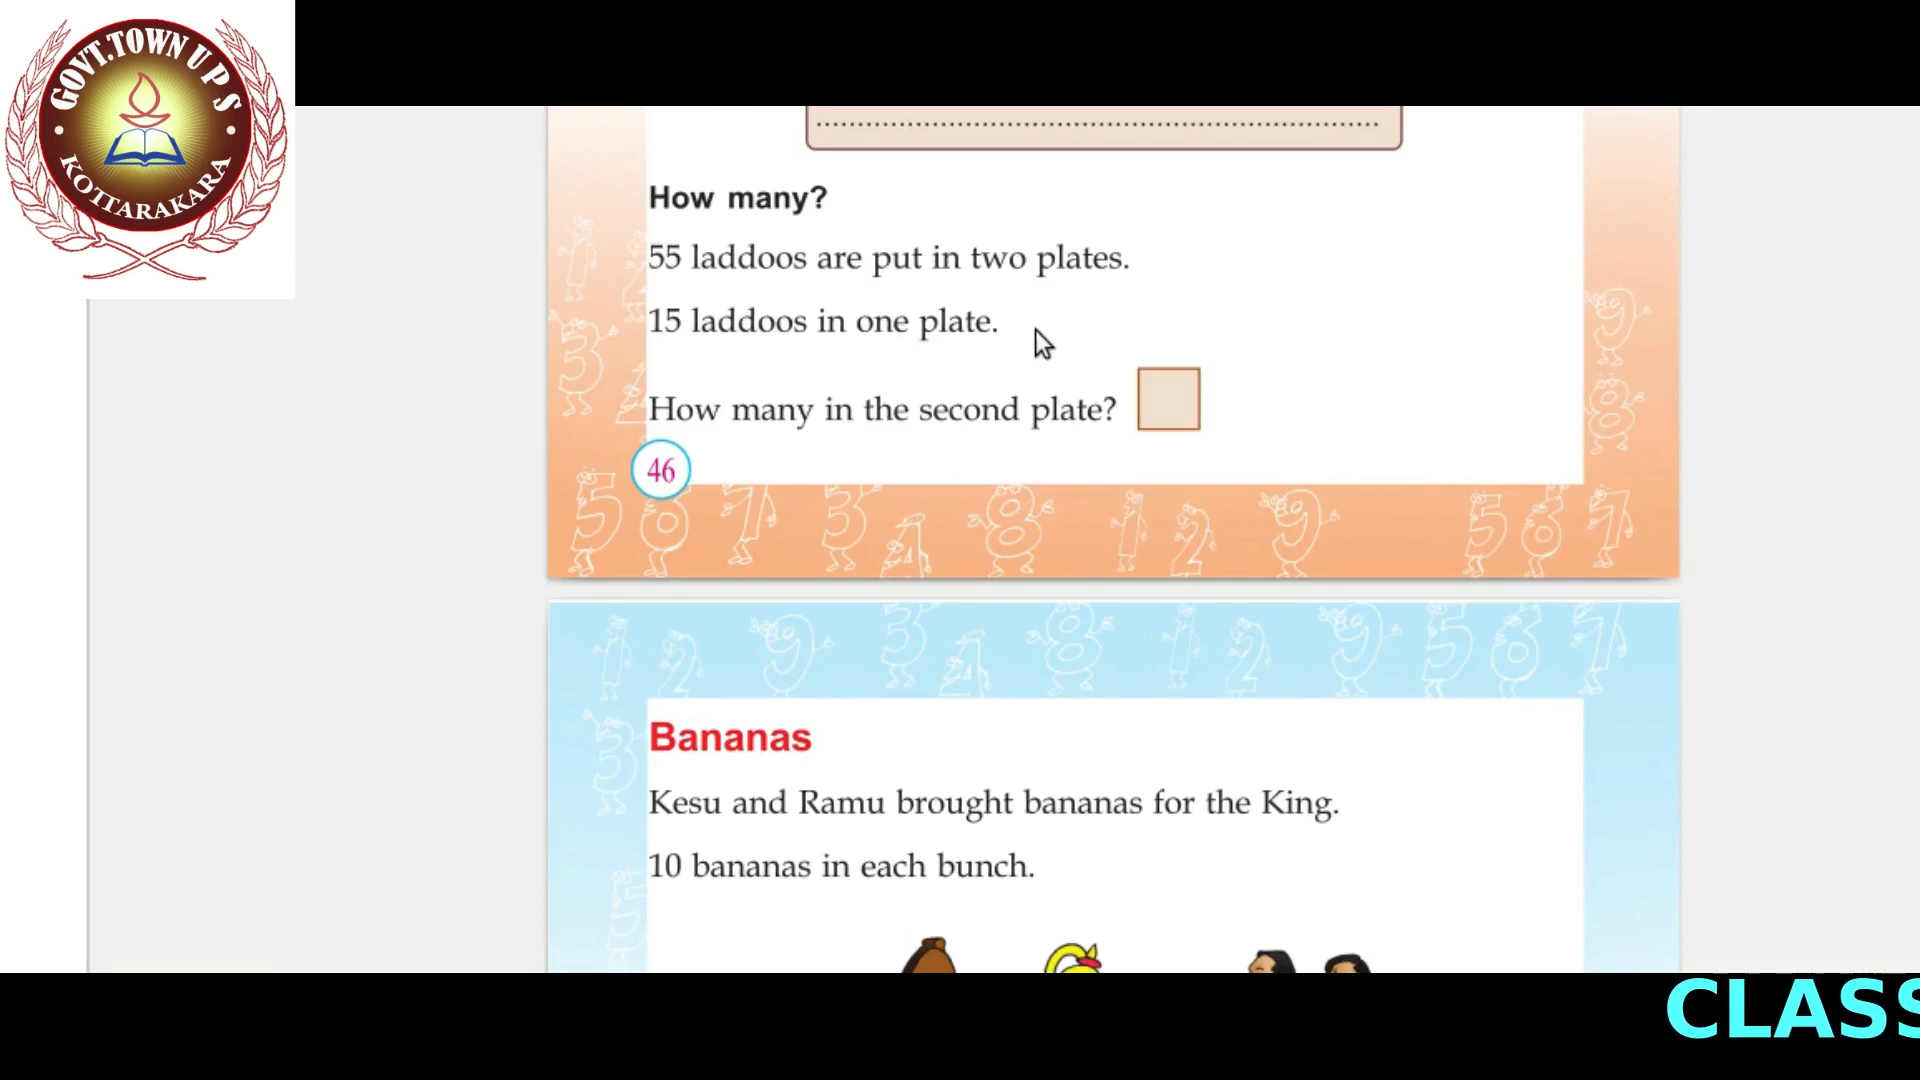 GOVT.TOWN U P S
KOTTARAKARA
How many?
55 laddoos are put in two plates.
15 laddoos in one plate.
How many in the second plate?
46
Bananas
Kesu and Ramu brought bananas for the King.
10 bananas in each bunch.
CLASS